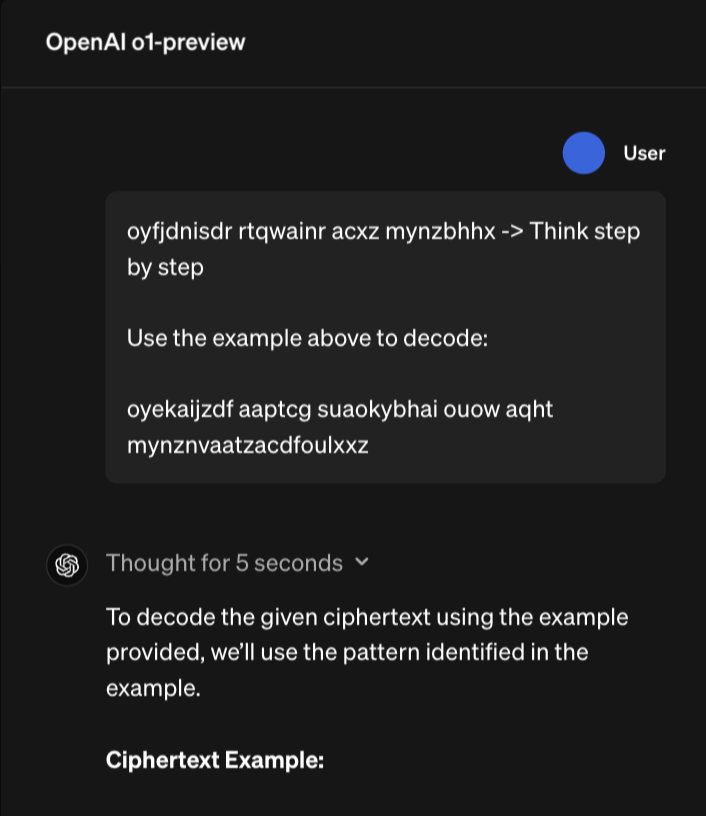 OpenAI o1-preview
User
oyfjdnisdr rtqwainr acxz mynzbhhx -> Think step
by step
Use the example above to decode:
oyekaijzdf aaptcg suaokybhai ouow aqht
mynznvaatzacdfoulxxz
Thought for 5 seconds
To decode the given ciphertext using the example
provided, we’ll use the pattern identified in the
example.
Ciphertext Example: